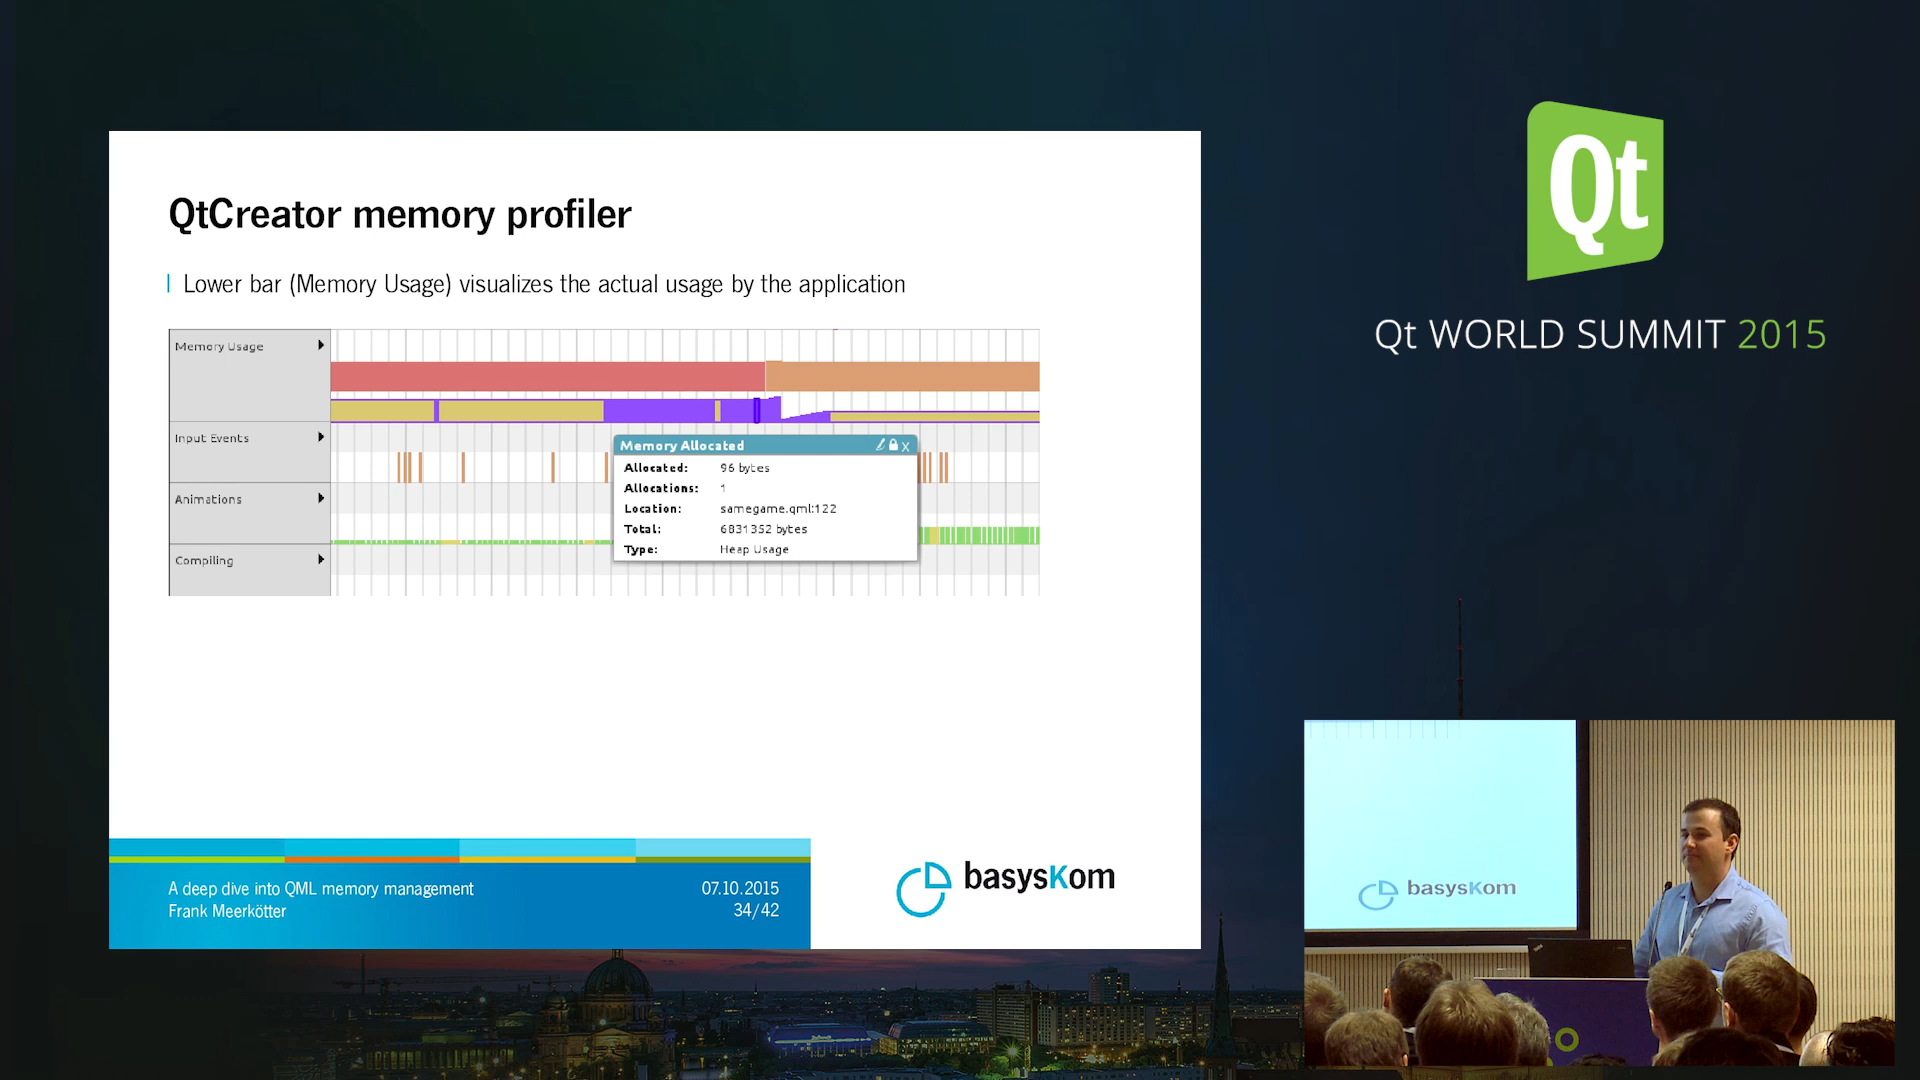 QtCreator memory profiler
Lower bar (Memory Usage) visualizes the actual usage by the application
Memory Usage
Input Events
Animations
Compiling
Memory Allocated
X
Allocated: 96 bytes
Allocations: 1
Location: samegame.qml:122
Total: 6831352 bytes
Type: Heap Usage
A deep dive into QML memory management
Frank Meerkötter
07.10.2015
34/42
basysKom
Qt
Qt WORLD SUMMIT 2015
basysKom